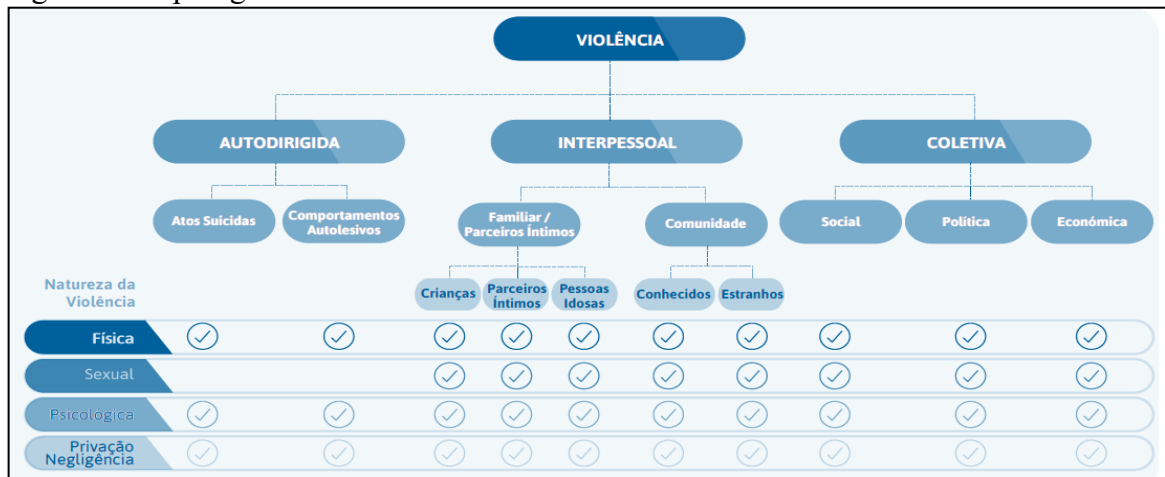 VIOLÊNCIA
AUTODIRIGIDA
INTERPESSOAL
COLETIVA
Atos Suicidas
Comportamentos
Autolesivos
Familiar /
Parceiros Íntimos
Comunidade
Social
Política
Económica
Natureza da
Violência
Crianças
Parceiros
Íntimos
Pessoas
Idosas
Conhecidos
Estranhos
Física
Sexual
Psicológica
Privação
Negligência